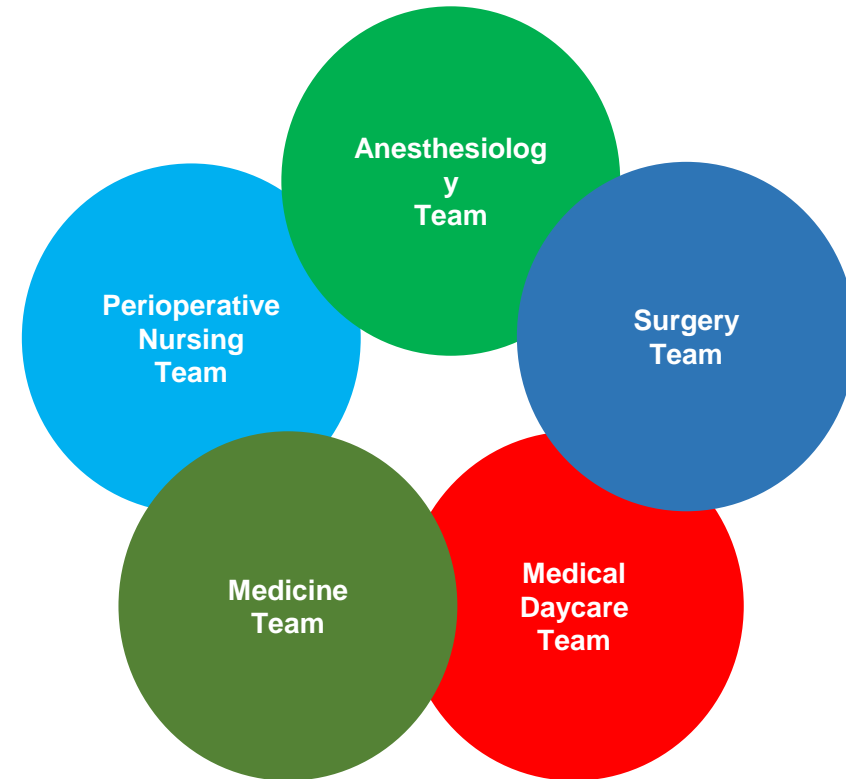 Anesthesiolog
y
Team
Surgery
Team
Medical
Daycare
Team
Medicine
Team
Perioperative
Nursing
Team